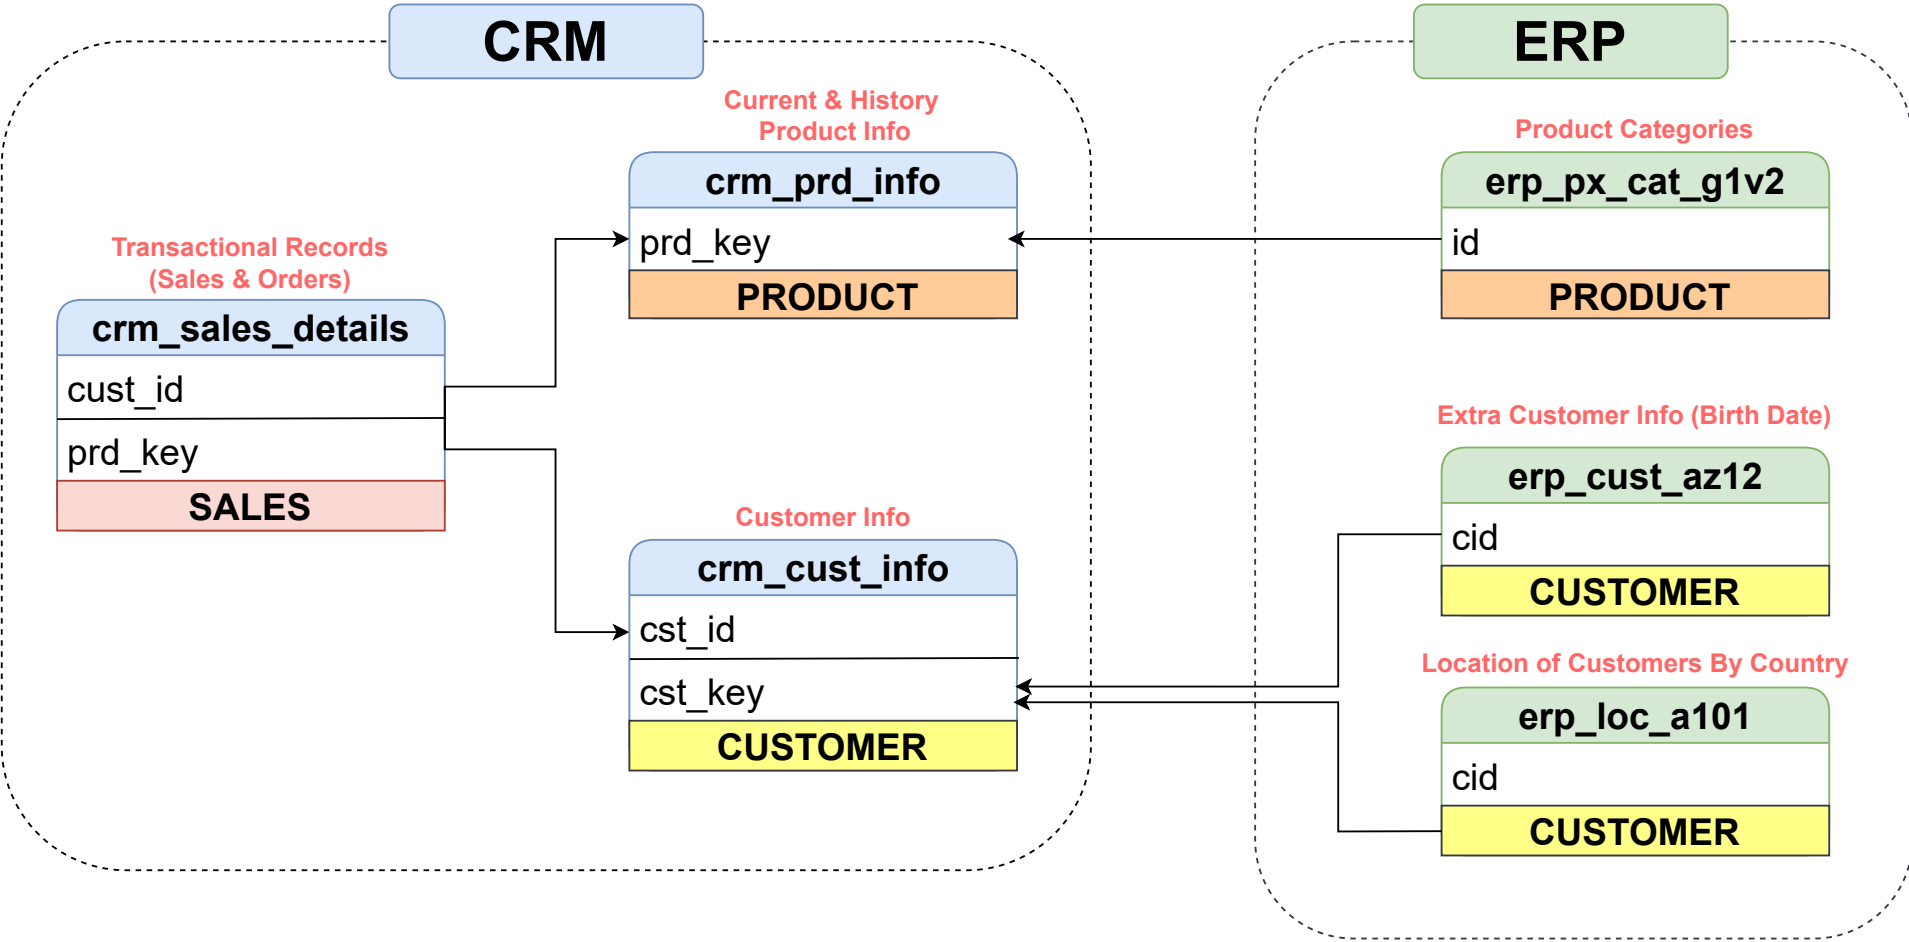 CRM
Transactional Records
(Sales & Orders)
crm_sales_details
cust_id
prd_key
SALES
Current & History
Product Info
crm_prd_info
prd_key
PRODUCT
Customer Info
crm_cust_info
cst_id
cst_key
CUSTOMER
ERP
Product Categories
erp_px_cat_g1v2
id
PRODUCT
Extra Customer Info (Birth Date)
erp_cust_az12
cid
CUSTOMER
Location of Customers By Country
erp_loc_a101
cid
CUSTOMER